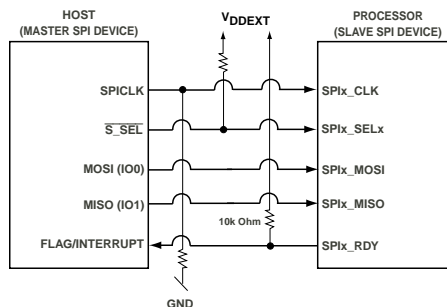 HOST
(MASTER SPI DEVICE)
VDDEXT
PROCESSOR
(SLAVE SPI DEVICE)
SPICLK
SPIx_CLK
S_SEL
SPIx_SELx
MOSI (IO0)
SPIx_MOSI
MISO (IO1)
SPIx_MISO
10k Ohm
FLAG/INTERRUPT
SPIx_RDY
GND